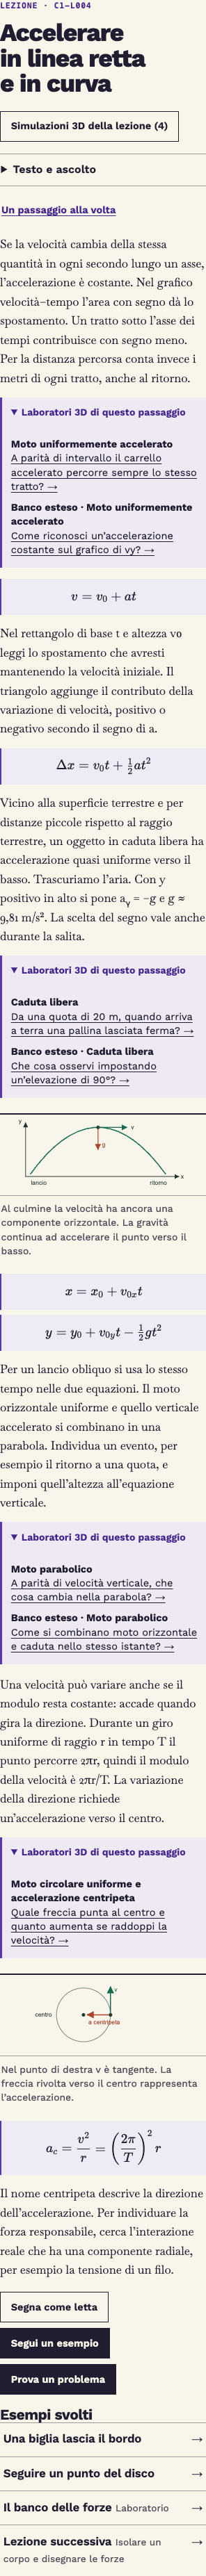 LEZIONE · C1–L004
Accelerare
in linea retta
e in curva
Simulazioni 3D della lezione (4)
▶ Testo e ascolto
Un passaggio alla volta
Se la velocità cambia della stessa
quantità in ogni secondo lungo un asse,
l’accelerazione è costante. Nel grafico
velocità–tempo l’area con segno dà lo
spostamento. Un tratto sotto l’asse dei
tempi contribuisce con segno meno.
Per la distanza percorsa conta invece i
metri di ogni tratto, anche al ritorno.
▼ Laboratori 3D di questo passaggio
Moto uniformemente accelerato
A parità di intervallo il carrello
accelerato percorre sempre lo stesso
tratto? →
Banco esteso · Moto uniformemente
accelerato
Come riconosci un’accelerazione
costante sul grafico di vy? →
v = v₀ + at
Nel rettangolo di base t e altezza v₀
leggi lo spostamento che avresti
mantenendo la velocità iniziale. Il
triangolo aggiunge il contributo della
variazione di velocità, positivo o
negativo secondo il segno di a.
Δx = v₀t + ½at²
Vicino alla superficie terrestre e per
distanze piccole rispetto al raggio
terrestre, un oggetto in caduta libera ha
accelerazione quasi uniforme verso il
basso. Trascuriamo l’aria. Con y
positivo in alto si pone aᵧ = −g e g ≈
9,81 m/s². La scelta del segno vale anche
durante la salita.
▼ Laboratori 3D di questo passaggio
Caduta libera
Da una quota di 20 m, quando arriva
a terra una pallina lasciata ferma? →
Banco esteso · Caduta libera
Che cosa osservi impostando
un’elevazione di 90°? →
y
v
g
x
lancio
ritorno
Al culmine la velocità ha ancora una
componente orizzontale. La gravità
continua ad accelerare il punto verso il
basso.
x = x₀ + v₀ₓt
y = y₀ + v₀ᵧt − ½gt²
Per un lancio obliquo si usa lo stesso
tempo nelle due equazioni. Il moto
orizzontale uniforme e quello verticale
accelerato si combinano in una
parabola. Individua un evento, per
esempio il ritorno a una quota, e
imponi quell’altezza all’equazione
verticale.
▼ Laboratori 3D di questo passaggio
Moto parabolico
A parità di velocità verticale, che
cosa cambia nella parabola? →
Banco esteso · Moto parabolico
Come si combinano moto orizzontale
e caduta nello stesso istante? →
Una velocità può variare anche se il
modulo resta costante: accade quando
gira la direzione. Durante un giro
uniforme di raggio r in tempo T il
punto percorre 2πr, quindi il modulo
della velocità è 2πr/T. La variazione
della direzione richiede
un’accelerazione verso il centro.
▼ Laboratori 3D di questo passaggio
Moto circolare uniforme e
accelerazione centripeta
Quale freccia punta al centro e
quanto aumenta se raddoppi la
velocità? →
v
centro
a centripeta
Nel punto di destra v è tangente. La
freccia rivolta verso il centro rappresenta
l’accelerazione.
a_c = v²/r = (2π/T)² r
Il nome centripeta descrive la direzione
dell’accelerazione. Per individuare la
forza responsabile, cerca l’interazione
reale che ha una componente radiale,
per esempio la tensione di un filo.
Segna come letta
Segui un esempio
Prova un problema
Esempi svolti
Una biglia lascia il bordo →
Seguire un punto del disco →
Il banco delle forze Laboratorio →
Lezione successiva Isolare un →
corpo e disegnare le forze